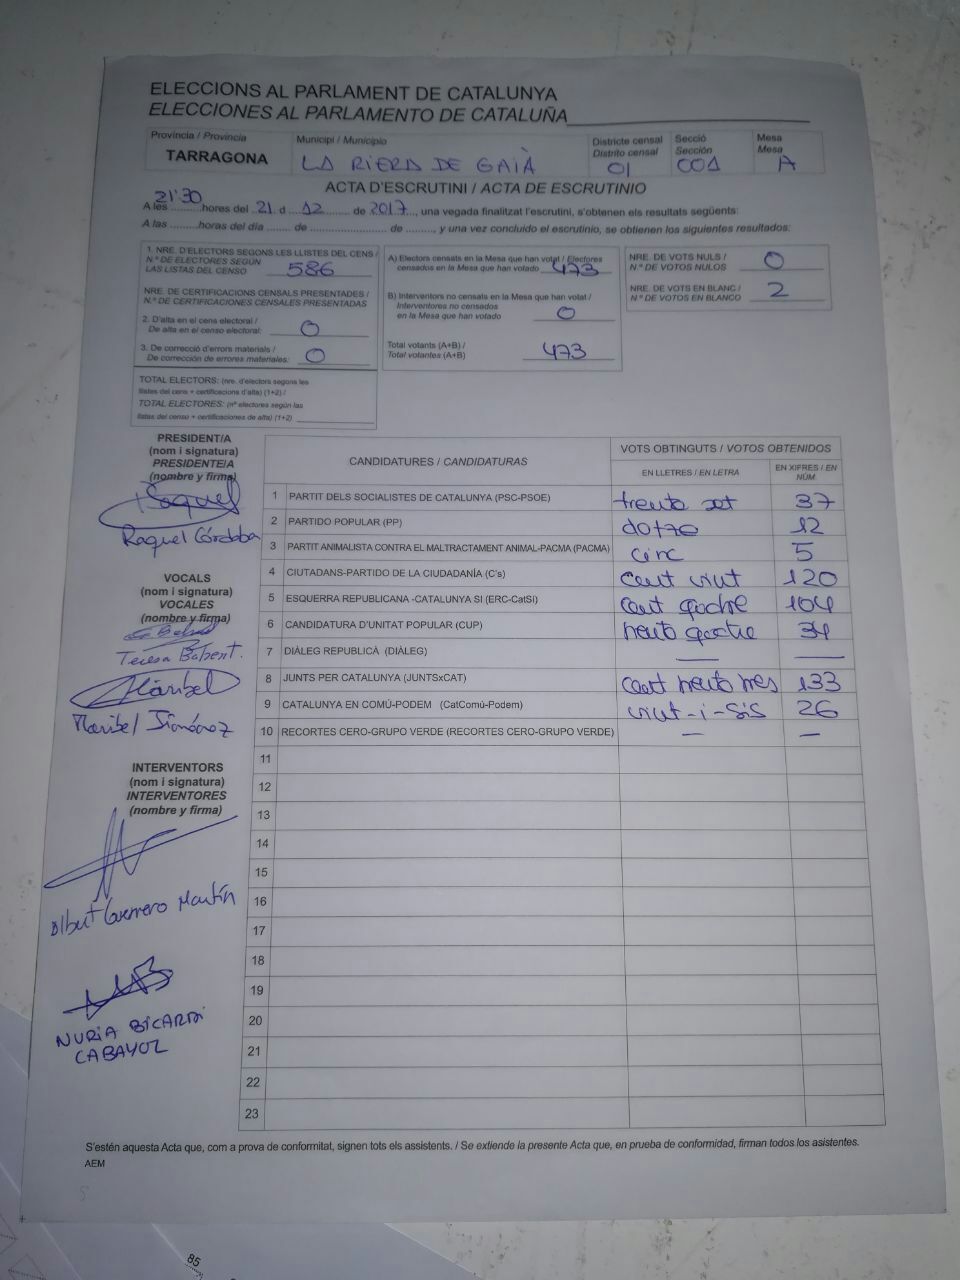 ELECCIONS AL PARLAMENT DE CATALUNYA
ELECCIONES AL PARLAMENTO DE CATALUÑA
Província / Provincia Municipi / Municipio Districte censal Secció Mesa
Distrito censal Sección Mesa
TARRAGONA LA RIERA DE GAIÀ 01 001 A
ACTA D'ESCRUTINI / ACTA DE ESCRUTINIO
A les 21'30 hores del 21 d 12 de 2017, una vegada finalitzat l'escrutini, s'obtenen els resultats següents:
A las ......... horas del día ....... de ........................ de ........, y una vez concluido el escrutinio, se obtienen los siguientes resultados:
1. NRE. D'ELECTORS SEGONS LES LLISTES DEL CENS /
N.º DE ELECTORES SEGÚN
LAS LISTAS DEL CENSO 586
NRE. DE CERTIFICACIONS CENSALS PRESENTADES /
N.º DE CERTIFICACIONES CENSALES PRESENTADAS
2. D'alta en el cens electoral /
De alta en el censo electoral: 0
3. De correcció d'errors materials /
De corrección de errores materiales: 0
TOTAL ELECTORS: (nre. d'electors segons les
llistes del cens + certificacions d'alta) (1+2) /
TOTAL ELECTORES: (nº electores según las
listas del censo + certificaciones de alta) (1+2)
A) Electors censats en la Mesa que han votat / Electores
censados en la Mesa que han votado 473
B) Interventors no censats en la Mesa que han votat /
Interventores no censados
en la Mesa que han votado 0
Total votants (A+B) /
Total votantes (A+B) 473
NRE. DE VOTS NULS /
N.º DE VOTOS NULOS 0
NRE. DE VOTS EN BLANC /
N.º DE VOTOS EN BLANCO 2
PRESIDENT/A
(nom i signatura)
PRESIDENTE/A
(nombre y firma)
Raquel
Raquel Córdoba
VOCALS
(nom i signatura)
VOCALES
(nombre y firma)
Teresa
Maribel
Maribel Jiménez
INTERVENTORS
(nom i signatura)
INTERVENTORES
(nombre y firma)
Albert Guerrero Martín
NURIA
CANDIDATURES / CANDIDATURAS VOTS OBTINGUTS / VOTOS OBTENIDOS
EN LLETRES / EN LETRA EN XIFRES / EN NÚM
1 PARTIT DELS SOCIALISTES DE CATALUNYA (PSC-PSOE) trenta set 37
2 PARTIDO POPULAR (PP) dotze 12
3 PARTIT ANIMALISTA CONTRA EL MALTRACTAMENT ANIMAL-PACMA (PACMA) cinc 5
4 CIUTADANS-PARTIDO DE LA CIUDADANÍA (C's) cent vint 120
5 ESQUERRA REPUBLICANA -CATALUNYA SI (ERC-CatSí) cent quatre 104
6 CANDIDATURA D'UNITAT POPULAR (CUP) trenta quatre 34
7 DIÀLEG REPUBLICÀ (DIÀLEG) — —
8 JUNTS PER CATALUNYA (JUNTSxCAT) cent trenta tres 133
9 CATALUNYA EN COMÚ-PODEM (CatComú-Podem) vint-i-sis 26
10 RECORTES CERO-GRUPO VERDE (RECORTES CERO-GRUPO VERDE) — —
11
12
13
14
15
16
17
18
19
20
21
22
23
S'estén aquesta Acta que, com a prova de conformitat, signen tots els assistents. / Se extiende la presente Acta que, en prueba de conformidad, firman todos los asistentes.
AEM
85